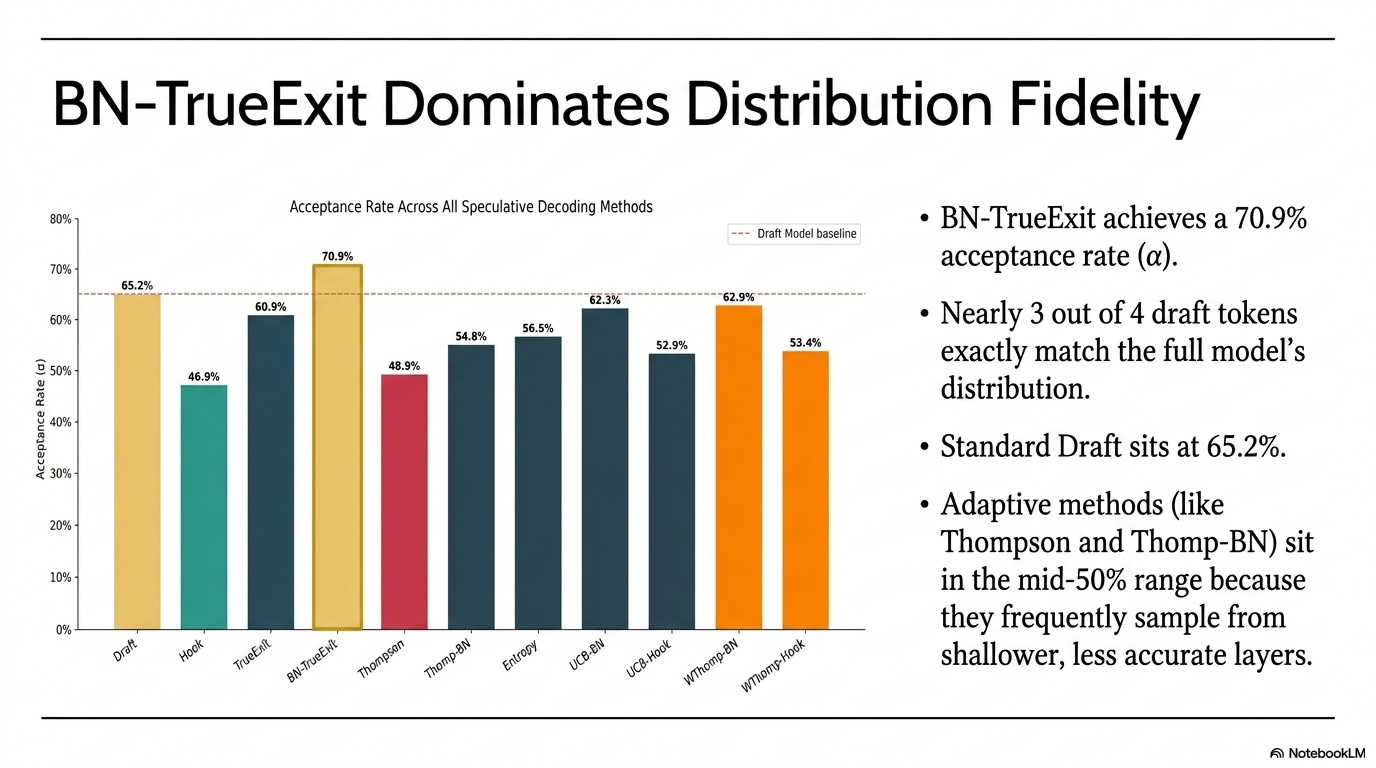 BN-TrueExit Dominates Distribution Fidelity
Acceptance Rate Across All Speculative Decoding Methods
Draft Model baseline
Acceptance Rate (α)
80%
70%
60%
50%
40%
30%
20%
10%
0%
65.2%
46.9%
60.9%
70.9%
48.9%
54.8%
56.5%
62.3%
52.9%
62.9%
53.4%
Draft
Hook
TrueExit
BN-TrueExit
Thompson
Thomp-BN
Entropy
UCB-BN
UCB-Hook
WThomp-BN
WThomp-Hook
• BN-TrueExit achieves a 70.9%
acceptance rate (α).
• Nearly 3 out of 4 draft tokens
exactly match the full model’s
distribution.
• Standard Draft sits at 65.2%.
• Adaptive methods (like
Thompson and Thomp-BN) sit
in the mid-50% range because
they frequently sample from
shallower, less accurate layers.
NotebookLM